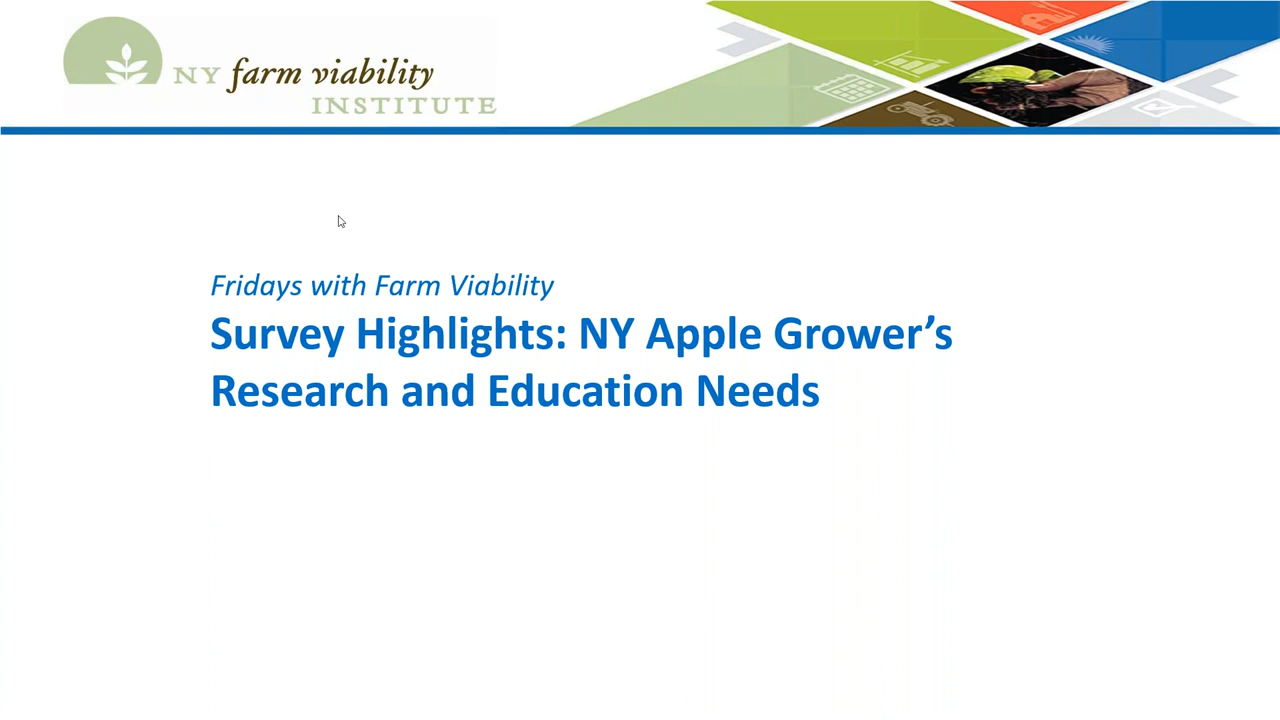 NY farm viability
INSTITUTE
Fridays with Farm Viability
Survey Highlights: NY Apple Grower’s
Research and Education Needs